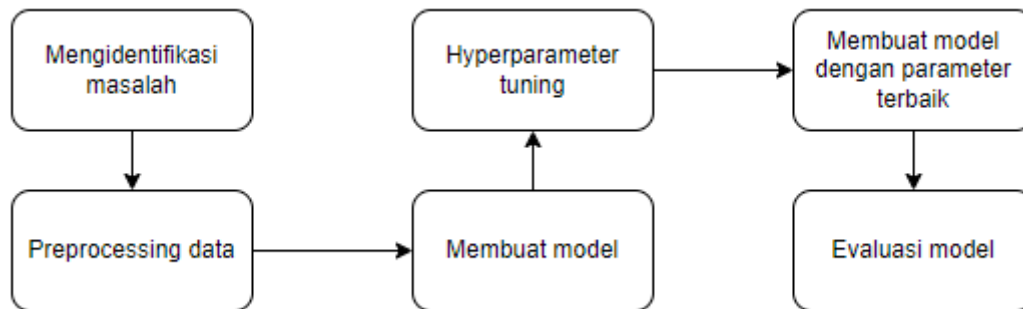 Mengidentifikasi
masalah
Preprocessing data
Membuat model
Hyperparameter
tuning
Membuat model
dengan parameter
terbaik
Evaluasi model